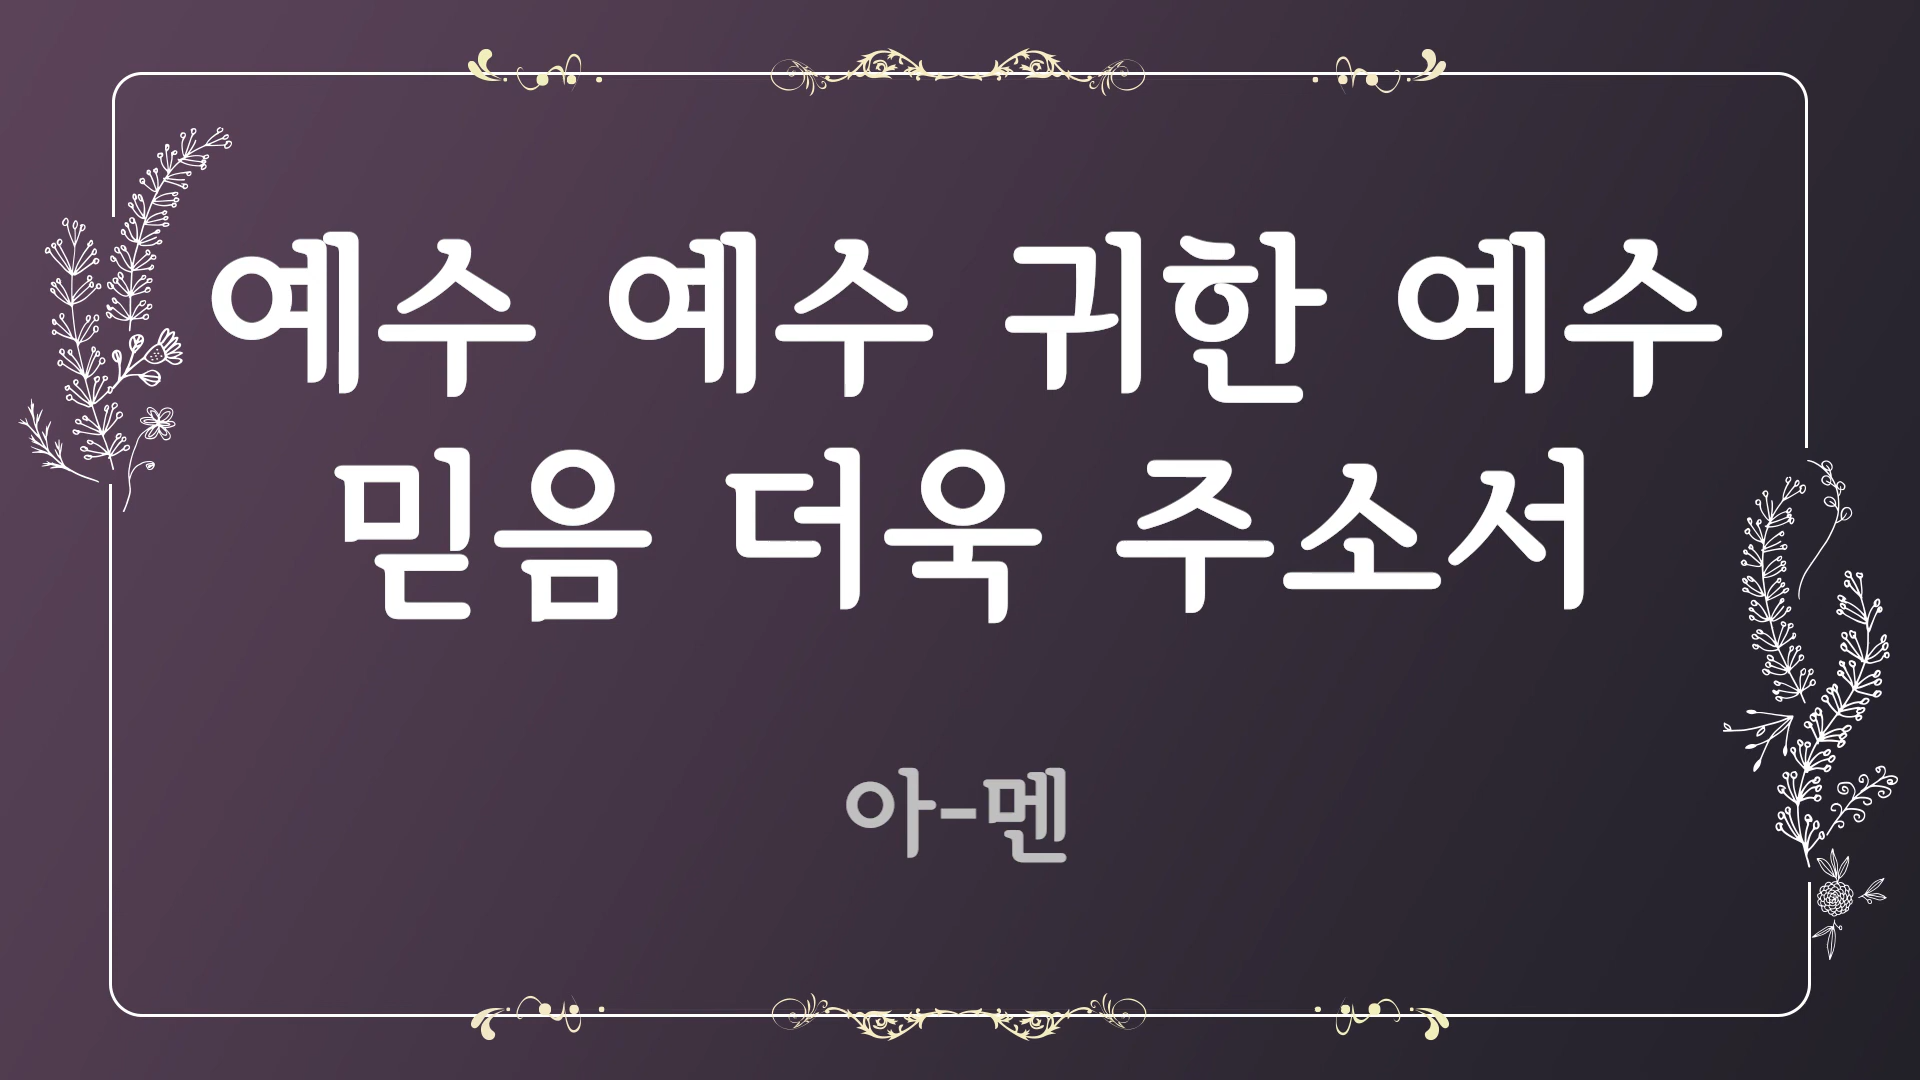 예수 예수 귀한 예수
믿음 더욱 주소서
아-멘